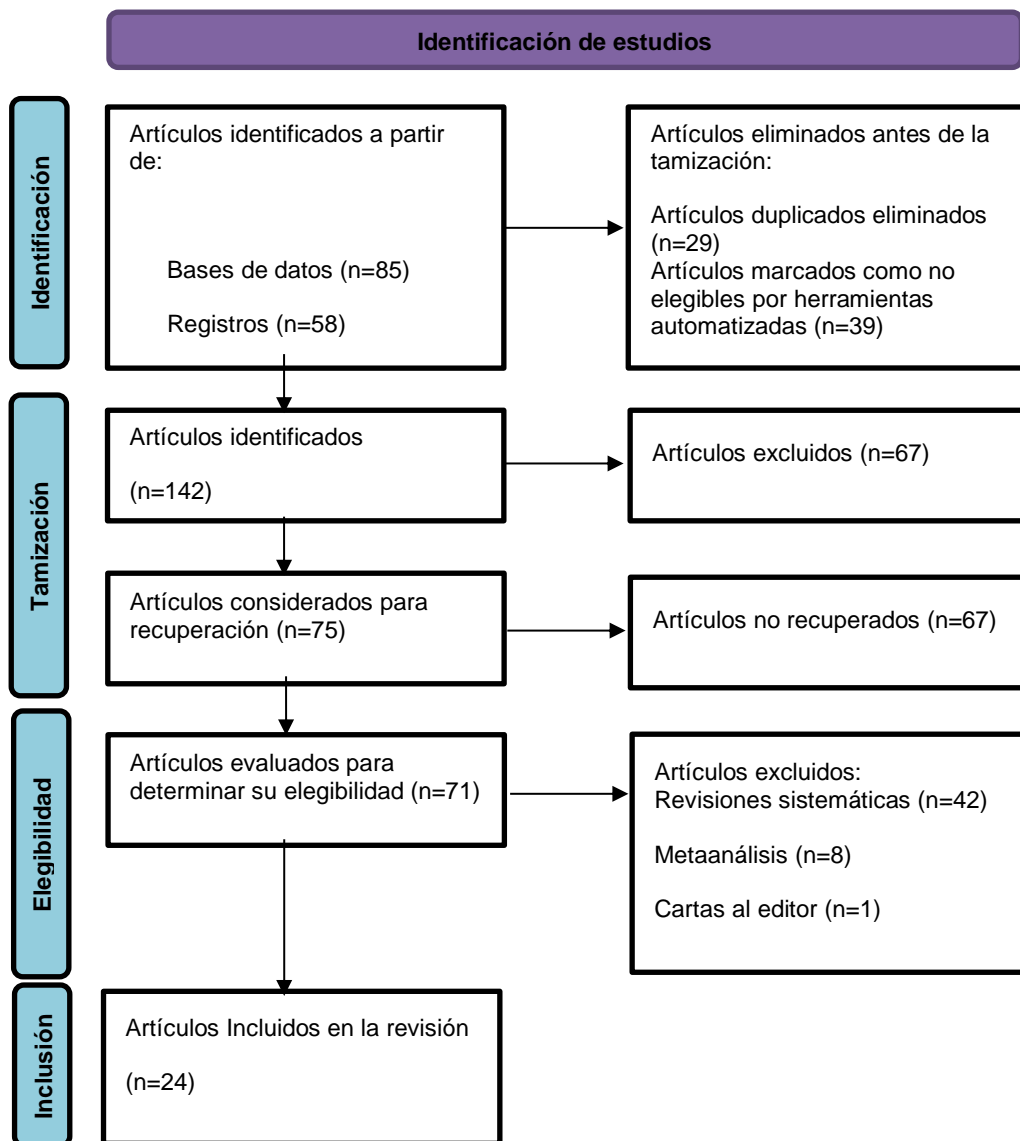 Identificación de estudios
Identificación
Artículos identificados a partir
de:
Bases de datos (n=85)
Registros (n=58)
Artículos eliminados antes de la
tamización:
Artículos duplicados eliminados
(n=29)
Artículos marcados como no
elegibles por herramientas
automatizadas (n=39)
Tamización
Artículos identificados
(n=142)
Artículos excluidos (n=67)
Artículos considerados para
recuperación (n=75)
Artículos no recuperados (n=67)
Elegibilidad
Artículos evaluados para
determinar su elegibilidad (n=71)
Artículos excluidos:
Revisiones sistemáticas (n=42)
Metaanálisis (n=8)
Cartas al editor (n=1)
Inclusión
Artículos Incluidos en la revisión
(n=24)